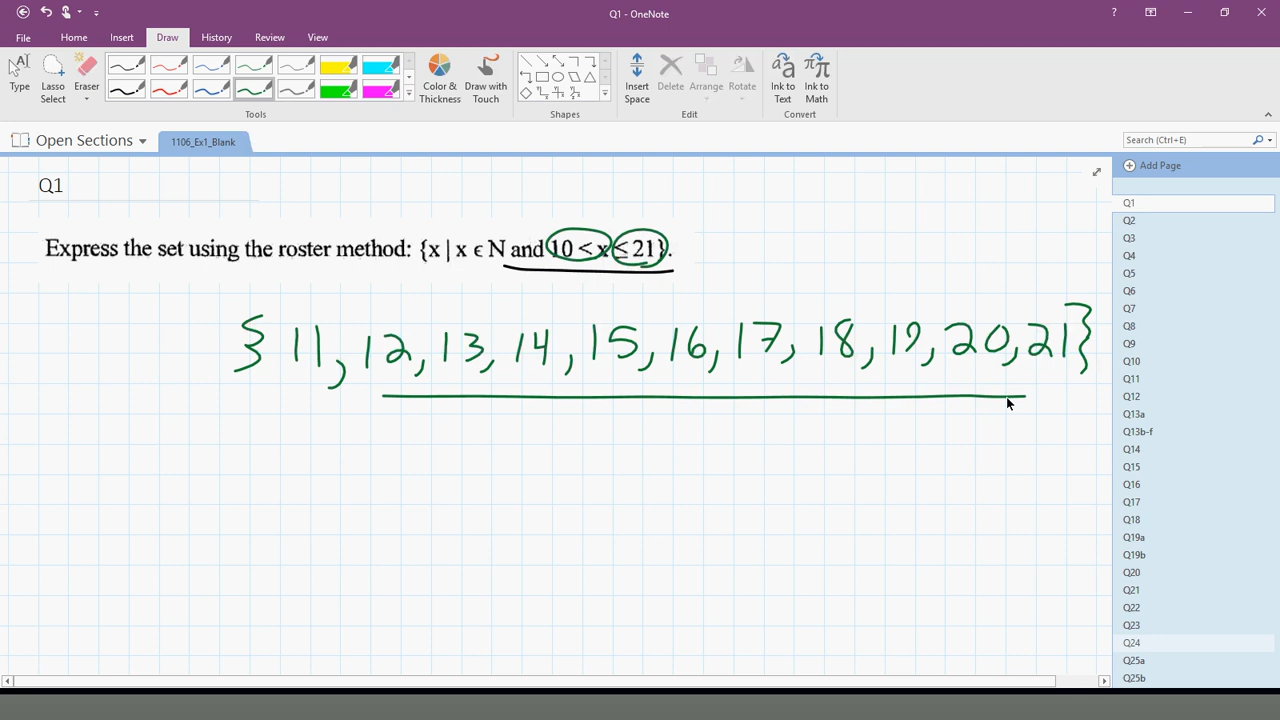 Q1 - OneNote
File Home Insert Draw History Review View
Type
Lasso Select
Eraser
Color & Thickness
Draw with Touch
Insert Space
Delete
Arrange
Rotate
Ink to Text
Ink to Math
Tools
Shapes
Edit
Convert
Open Sections
1106_Ex1_Blank
Search (Ctrl+E)
Q1
Express the set using the roster method: {x | x ϵ N and 10 < x ≤ 21}.
{ 11, 12, 13, 14, 15, 16, 17, 18, 19, 20, 21}
Add Page
Q1
Q2
Q3
Q4
Q5
Q6
Q7
Q8
Q9
Q10
Q11
Q12
Q13a
Q13b-f
Q14
Q15
Q16
Q17
Q18
Q19a
Q19b
Q20
Q21
Q22
Q23
Q24
Q25a
Q25b